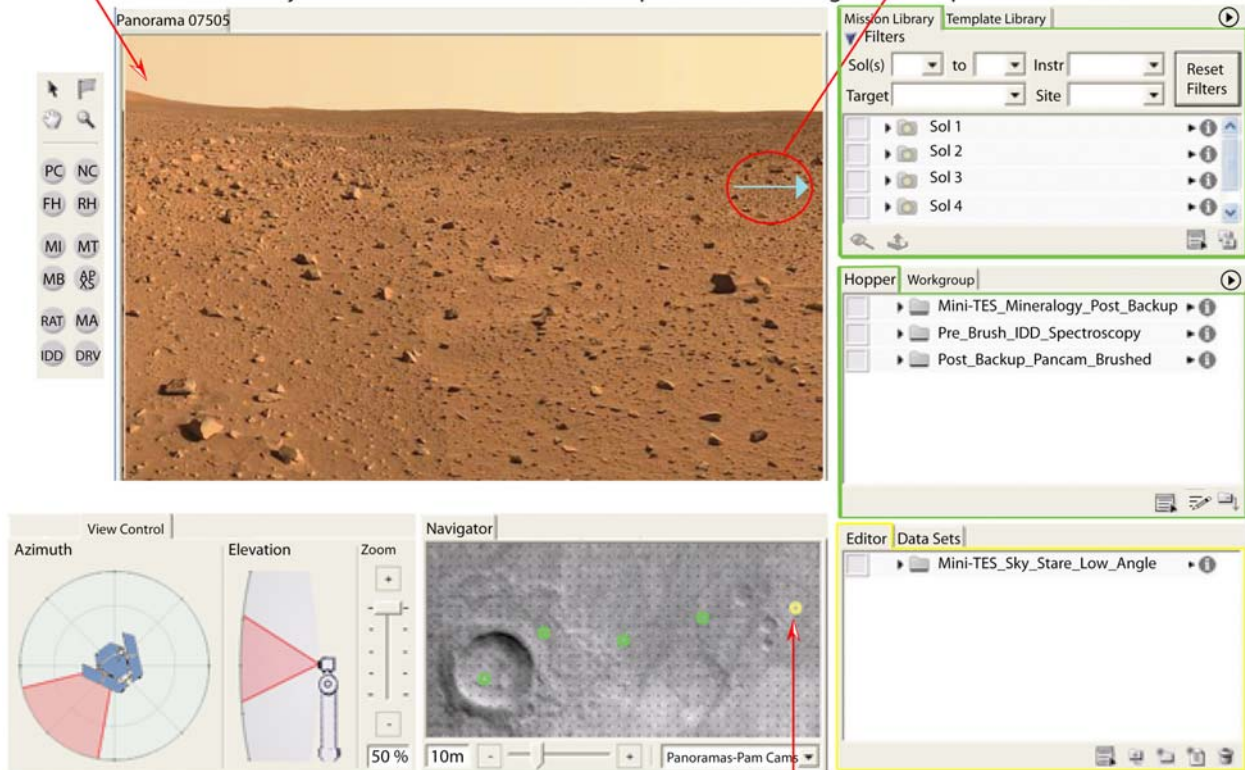 Panorama 07505
Mission Library Template Library
Filters
Sol(s) to Instr
Reset
Filters
Target Site
Sol 1
Sol 2
Sol 3
Sol 4
PC NC
FH RH
MI MT
MB AP
XS
RAT MA
IDD DRV
Hopper Workgroup
Mini-TES_Mineralogy_Post_Backup
Pre_Brush_IDD_Spectroscopy
Post_Backup_Pancam_Brushed
View Control
Azimuth Elevation Zoom
+
-
50 %
Navigator
10m - + Panoramas-Pam Cams
Editor Data Sets
Mini-TES_Sky_Stare_Low_Angle